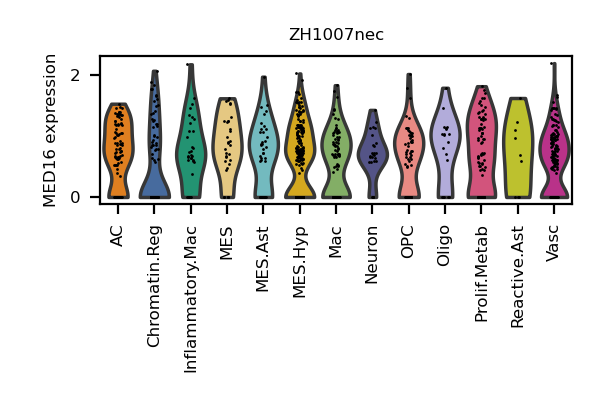 ZH1007nec
MED16 expression
2
0
AC
Chromatin.Reg
Inflammatory.Mac
MES
MES.Ast
MES.Hyp
Mac
Neuron
OPC
Oligo
Prolif.Metab
Reactive.Ast
Vasc